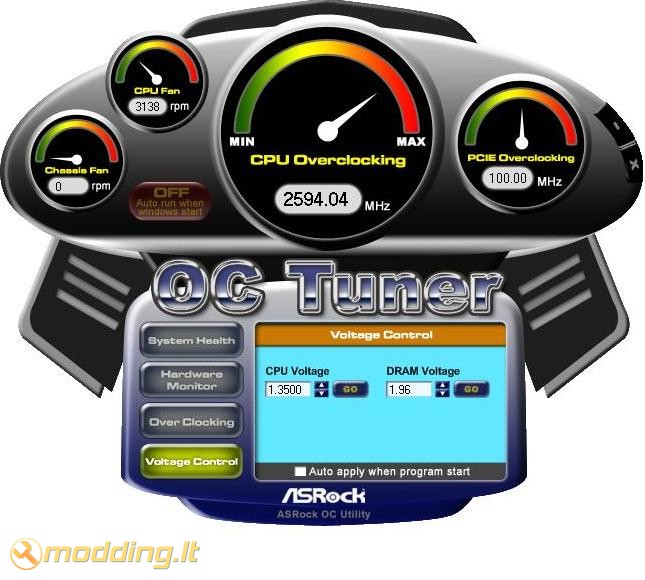 CPU Fan
3138 rpm
Chassis Fan
0 rpm
MIN MAX
CPU Overclocking
2594.04 MHz
PCIE Overclocking
100.00 MHz
- X
OFF
Auto run when
windows start
OC Tuner
System Health
Hardware
Monitor
Over Clocking
Voltage Control
Voltage Control
CPU Voltage DRAM Voltage
1.3500 GO 1.96 GO
Auto apply when program start
ASRock
ASRock OC Utility
modding.lt